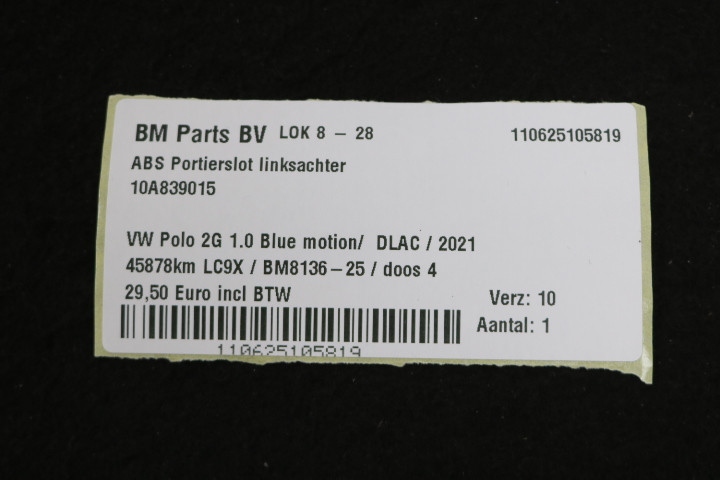 BM Parts BV LOK 8 – 28 110625105819
ABS Portierslot linksachter
10A839015
VW Polo 2G 1.0 Blue motion/ DLAC / 2021
45878km LC9X / BM8136–25 / doos 4
29,50 Euro incl BTW Verz: 10
Aantal: 1
110625105819